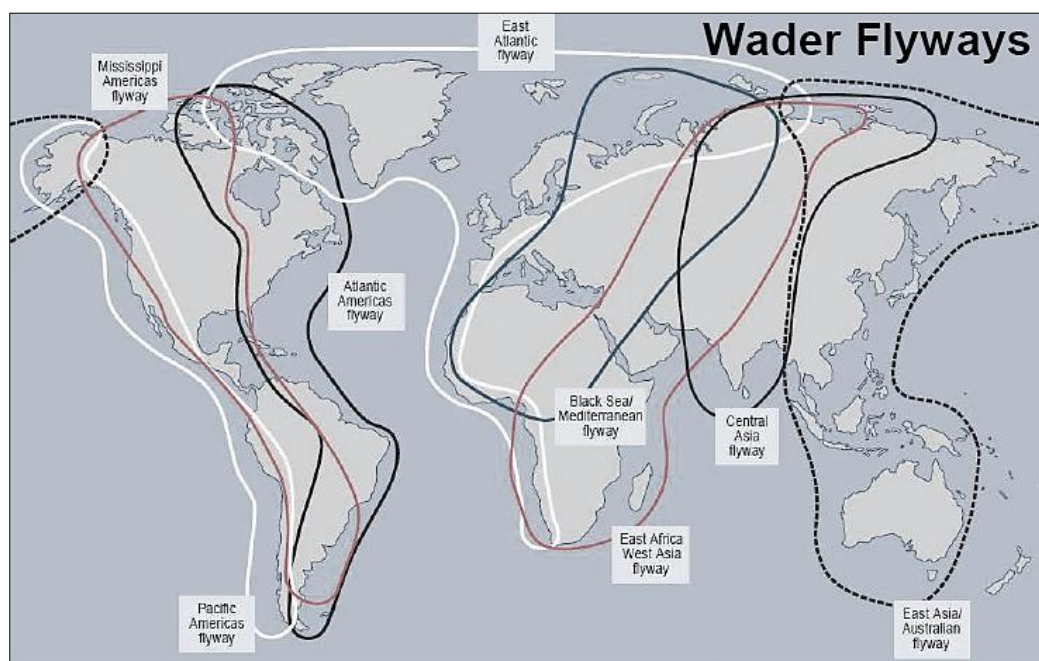 Wader Flyways
East
Atlantic
flyway
Mississippi
Americas
flyway
Atlantic
Americas
flyway
Black Sea/
Mediterranean
flyway
Central
Asia
flyway
East Africa
West Asia
flyway
Pacific
Americas
flyway
East Asia/
Australian
flyway